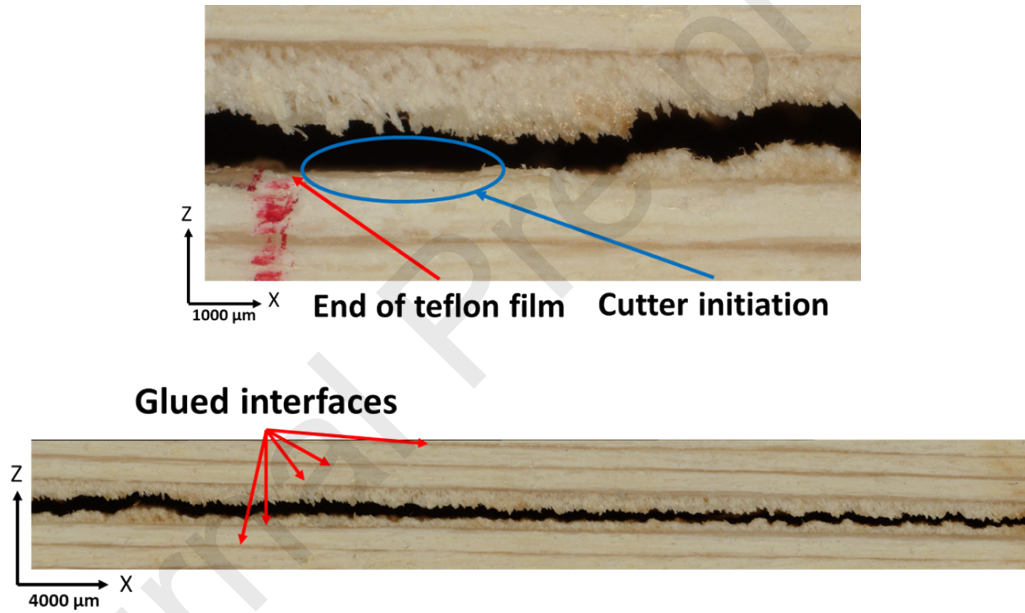 Z
X
1000 µm
End of teflon film
Cutter initiation
Glued interfaces
Z
X
4000 µm